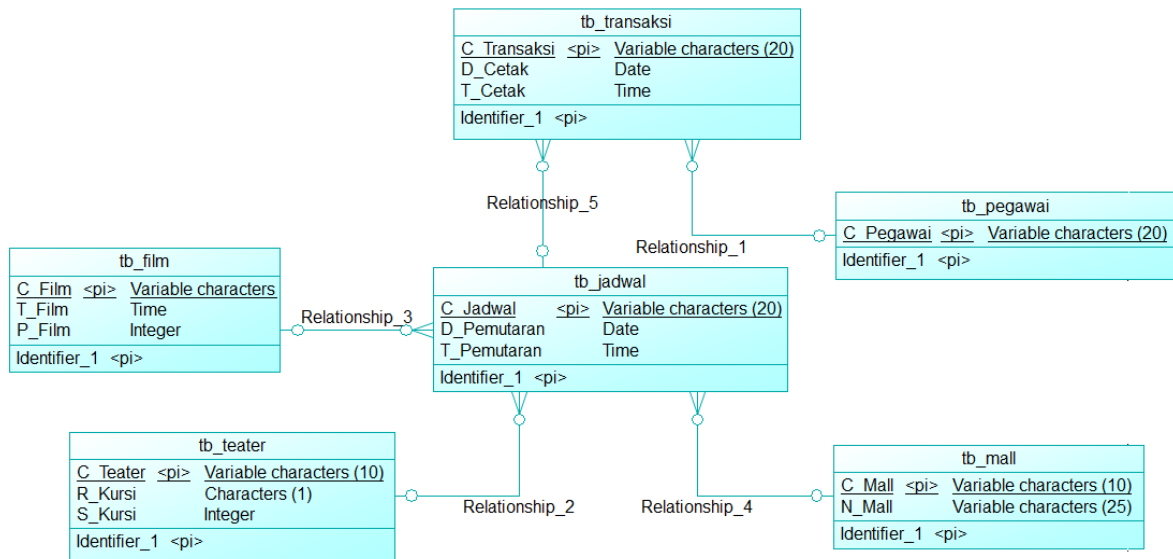 tb_transaksi
C_Transaksi <pi> Variable characters (20)
D_Cetak Date
T_Cetak Time
Identifier_1 <pi>
Relationship_5
Relationship_1
tb_pegawai
C_Pegawai <pi> Variable characters (20)
Identifier_1 <pi>
tb_film
C_Film <pi> Variable characters
T_Film Time
P_Film Integer
Identifier_1 <pi>
Relationship_3
tb_jadwal
C_Jadwal <pi> Variable characters (20)
D_Pemutaran Date
T_Pemutaran Time
Identifier_1 <pi>
tb_teater
C_Teater <pi> Variable characters (10)
R_Kursi Characters (1)
S_Kursi Integer
Identifier_1 <pi>
Relationship_2
Relationship_4
tb_mall
C_Mall <pi> Variable characters (10)
N_Mall Variable characters (25)
Identifier_1 <pi>